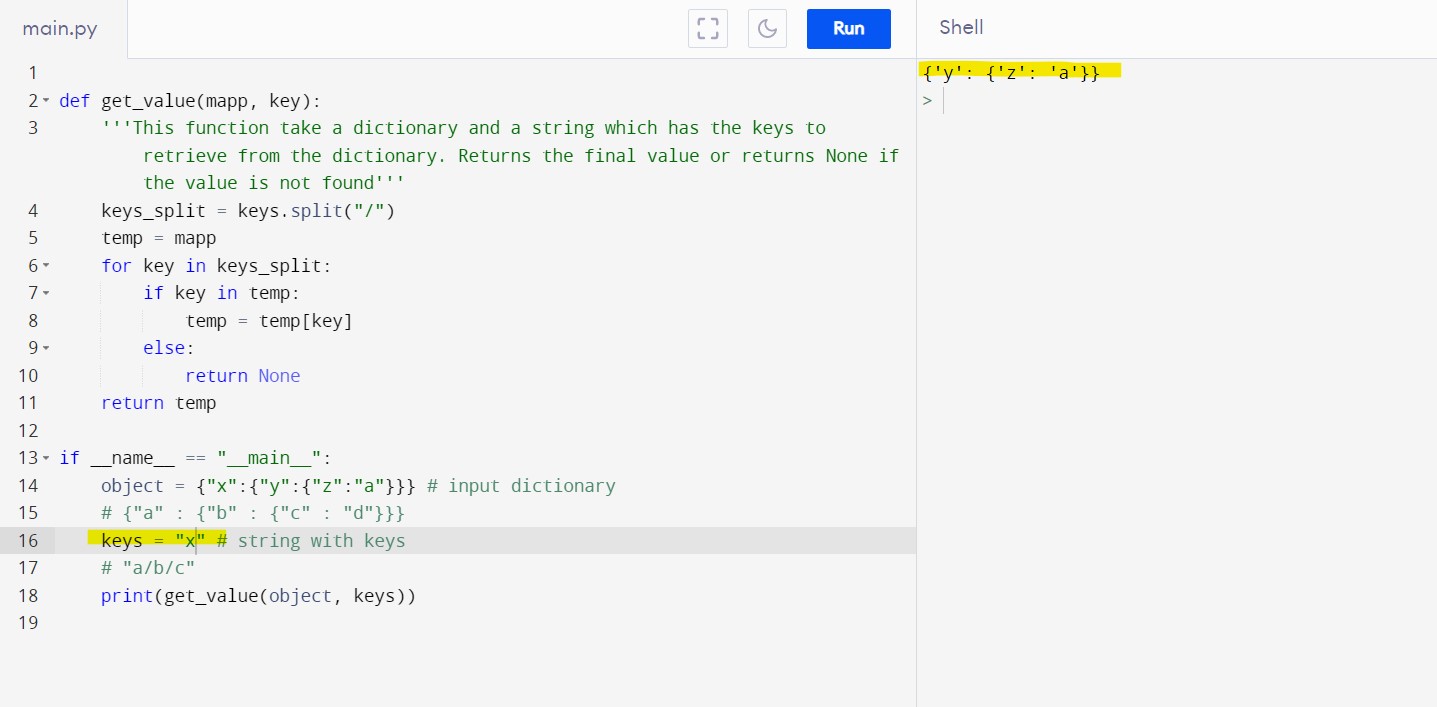 main.py
Run
Shell
1
2 def get_value(mapp, key):
3 '''This function take a dictionary and a string which has the keys to
retrieve from the dictionary. Returns the final value or returns None if
the value is not found'''
4 keys_split = keys.split("/")
5 temp = mapp
6 for key in keys_split:
7 if key in temp:
8 temp = temp[key]
9 else:
10 return None
11 return temp
12
13 if __name__ == "__main__":
14 object = {"x":{"y":{"z":"a"}}} # input dictionary
15 # {"a" : {"b" : {"c" : "d"}}}
16 keys = "x" # string with keys
17 # "a/b/c"
18 print(get_value(object, keys))
19
{'y': {'z': 'a'}}
>